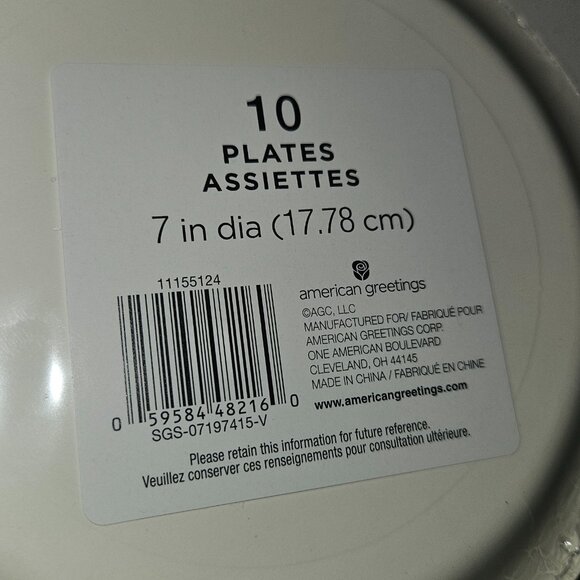 10
PLATES
ASSIETTES
7 in dia (17.78 cm)
11155124
0 59584 48216 0
SGS-07197415-V
american greetings
©AGC, LLC
MANUFACTURED FOR/ FABRIQUÉ POUR
AMERICAN GREETINGS CORP.
ONE AMERICAN BOULEVARD
CLEVELAND, OH 44145
MADE IN CHINA / FABRIQUÉ EN CHINE
www.americangreetings.com
Please retain this information for future reference.
Veuillez conserver ces renseignements pour consultation ultérieure.